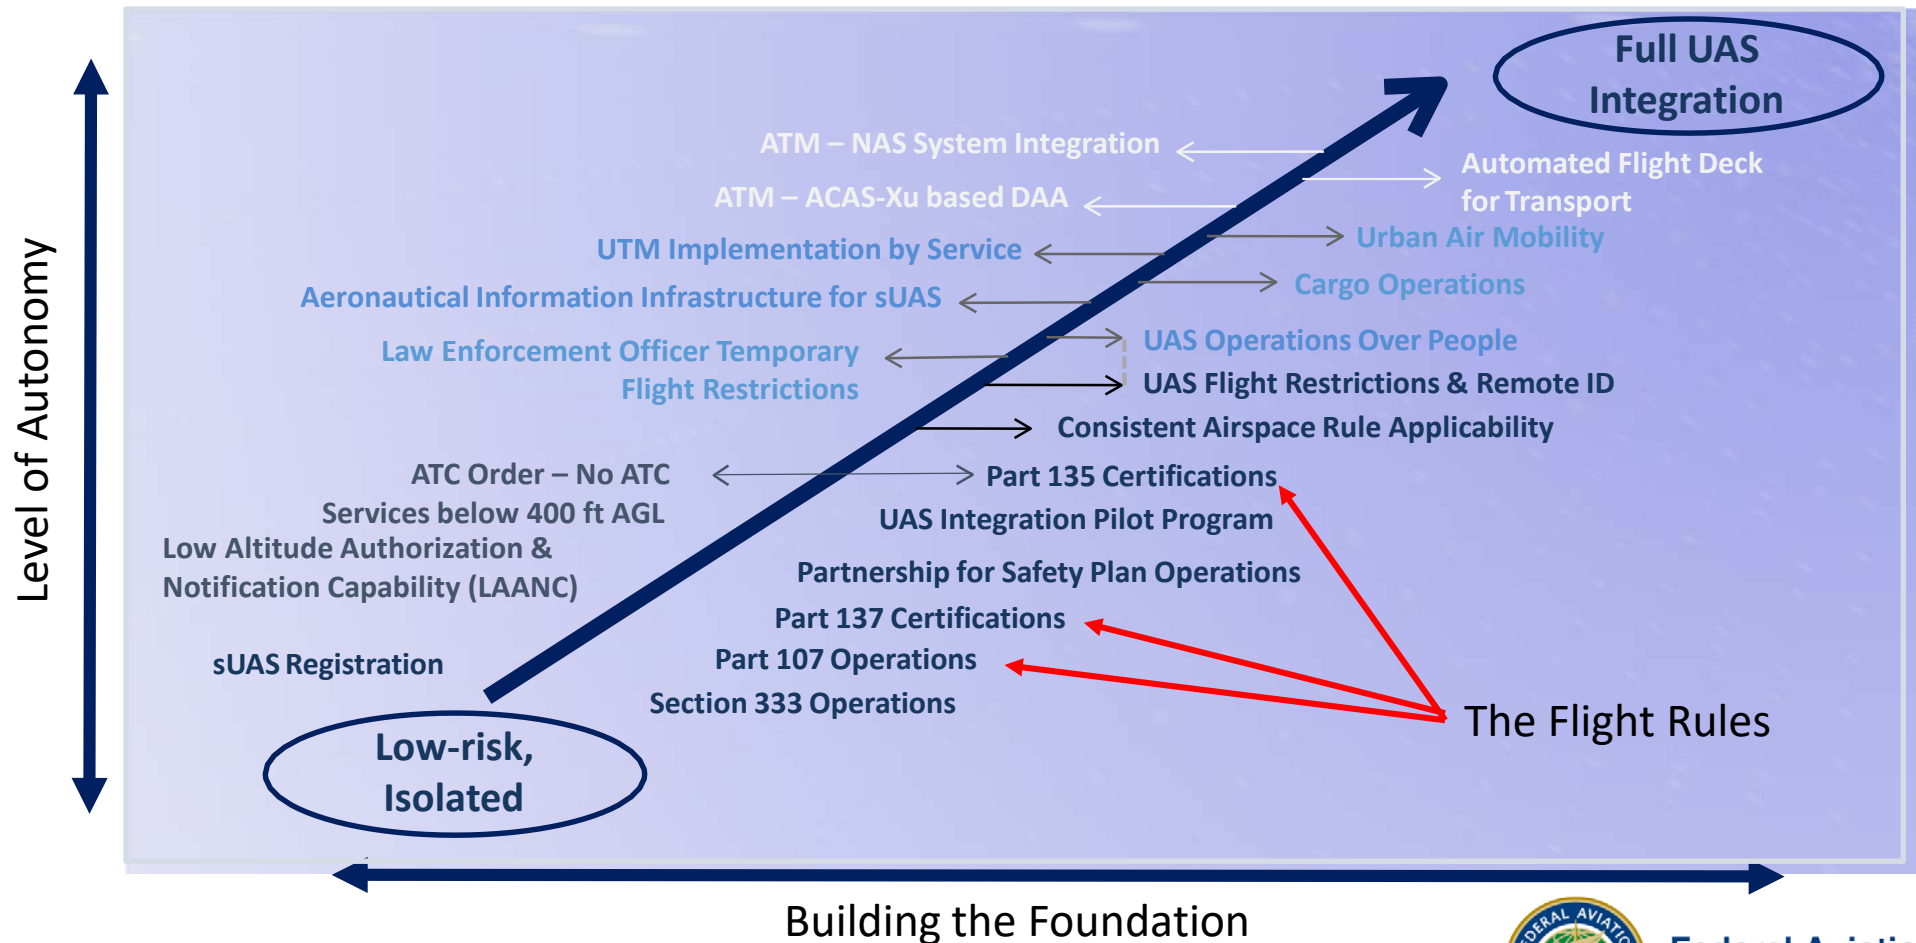 Full UAS
Integration
ATM – NAS System Integration
Automated Flight Deck
for Transport
ATM – ACAS-Xu based DAA
Urban Air Mobility
UTM Implementation by Service
Cargo Operations
Aeronautical Information Infrastructure for sUAS
UAS Operations Over People
Law Enforcement Officer Temporary
Flight Restrictions
UAS Flight Restrictions & Remote ID
Consistent Airspace Rule Applicability
ATC Order – No ATC
Services below 400 ft AGL
Part 135 Certifications
UAS Integration Pilot Program
Low Altitude Authorization &
Notification Capability (LAANC)
Partnership for Safety Plan Operations
Part 137 Certifications
sUAS Registration
Part 107 Operations
Section 333 Operations
The Flight Rules
Low-risk,
Isolated
Level of Autonomy
Building the Foundation
FEDERAL AVIATION
Federal